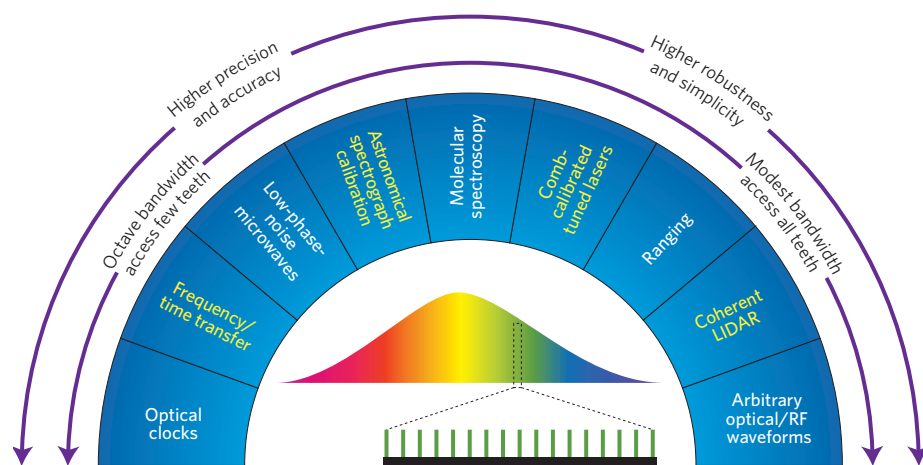 Higher precision
and accuracy
Higher robustness
and simplicity
Octave bandwidth
access few teeth
Modest bandwidth
access all teeth
Optical
clocks
Frequency/
time transfer
Low-phase-
noise
microwaves
Astronomical
spectrograph
calibration
Molecular
spectroscopy
Comb-
calibrated
tuned lasers
Ranging
Coherent
LIDAR
Arbitrary
optical/RF
waveforms